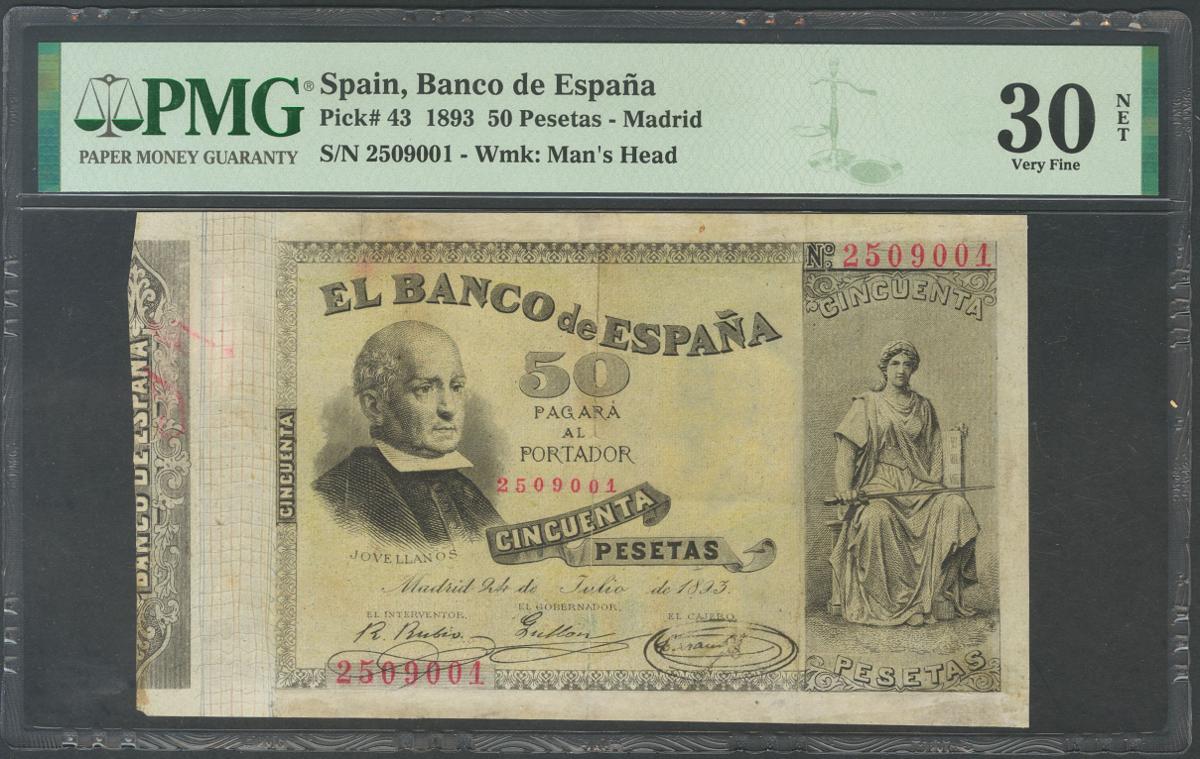 PMG®
PAPER MONEY GUARANTY
Spain, Banco de España
Pick# 43 1893 50 Pesetas - Madrid
S/N 2509001 - Wmk: Man's Head
30
NET
Very Fine
BANCO DE ESPAÑA
CINCUENTA
EL BANCO de ESPAÑA
50
PAGARÁ
AL
PORTADOR
2509001
CINCUENTA
PESETAS
JOVELLANOS
Madrid 24 de Julio de 1893.
EL INTERVENTOR.
EL GOBERNADOR,
EL CAJERO,
R. Rubio
Gullón
2509001
Nº 2509001
CINCUENTA
PESETAS